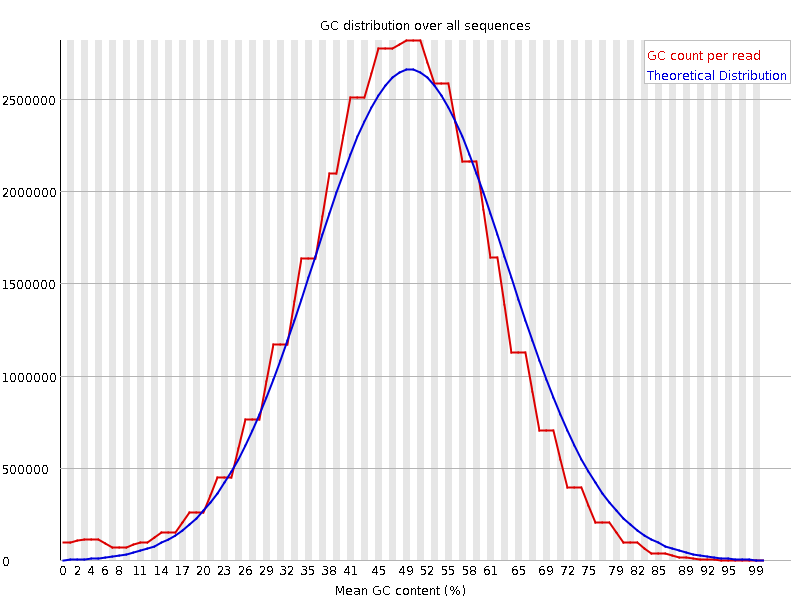 GC distribution over all sequences
GC count per read
Theoretical Distribution
2500000
2000000
1500000
1000000
500000
0
0 2 4 6 8 11 14 17 20 23 26 29 32 35 38 41 45 49 52 55 58 61 65 69 72 75 79 82 85 89 92 95 99
Mean GC content (%)